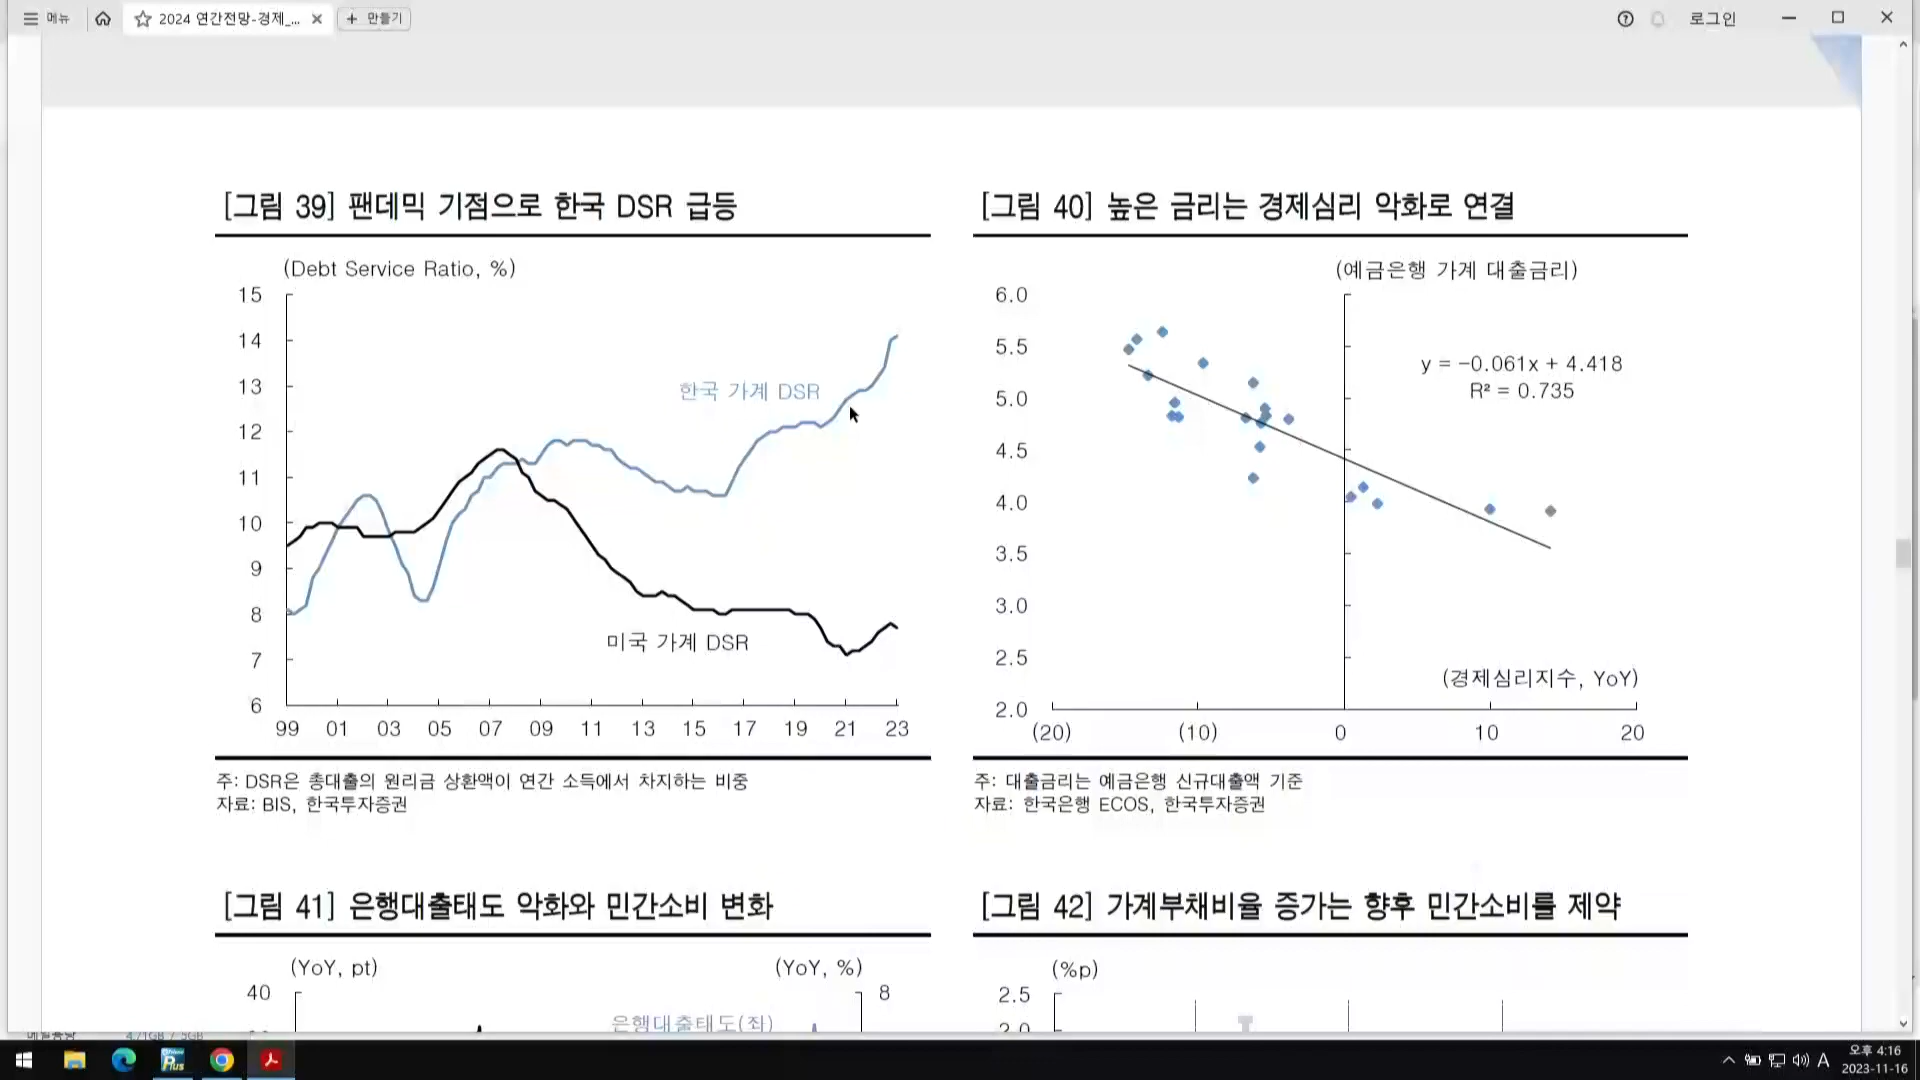 메뉴
2024 연간전망-경제_...
만들기
로그인
[그림 39] 팬데믹 기점으로 한국 DSR 급등
(Debt Service Ratio, %)
15
14
13
12
11
10
9
8
7
6
한국 가계 DSR
미국 가계 DSR
99 01 03 05 07 09 11 13 15 17 19 21 23
주: DSR은 총대출의 원리금 상환액이 연간 소득에서 차지하는 비중
자료: BIS, 한국투자증권
[그림 40] 높은 금리는 경제심리 악화로 연결
(예금은행 가계 대출금리)
6.0
5.5
5.0
4.5
4.0
3.5
3.0
2.5
2.0
y = −0.061x + 4.418
R² = 0.735
(경제심리지수, YoY)
(20) (10) 0 10 20
주: 대출금리는 예금은행 신규대출액 기준
자료: 한국은행 ECOS, 한국투자증권
[그림 41] 은행대출태도 악화와 민간소비 변화
(YoY, pt) (YoY, %)
40 8
은행대출태도(좌)
[그림 42] 가계부채비율 증가는 향후 민간소비를 제약
(%p)
2.5
2.0
Plus
A
오후 4:16
2023-11-16